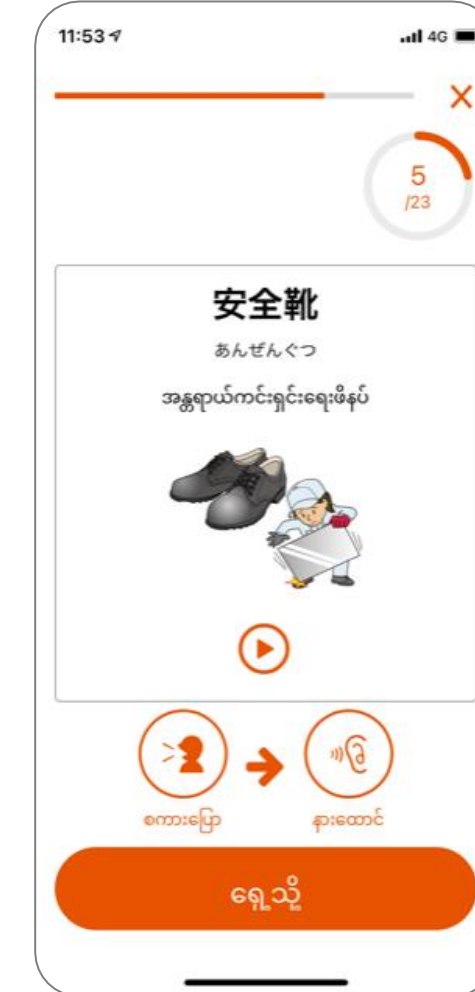 11:53
4G
5
/23
安全靴
あんぜんぐつ
အန္တရာယ်ကင်းရှင်းရေးဖိနပ်
စကားပြော
နားထောင်
ရှေ့သို့